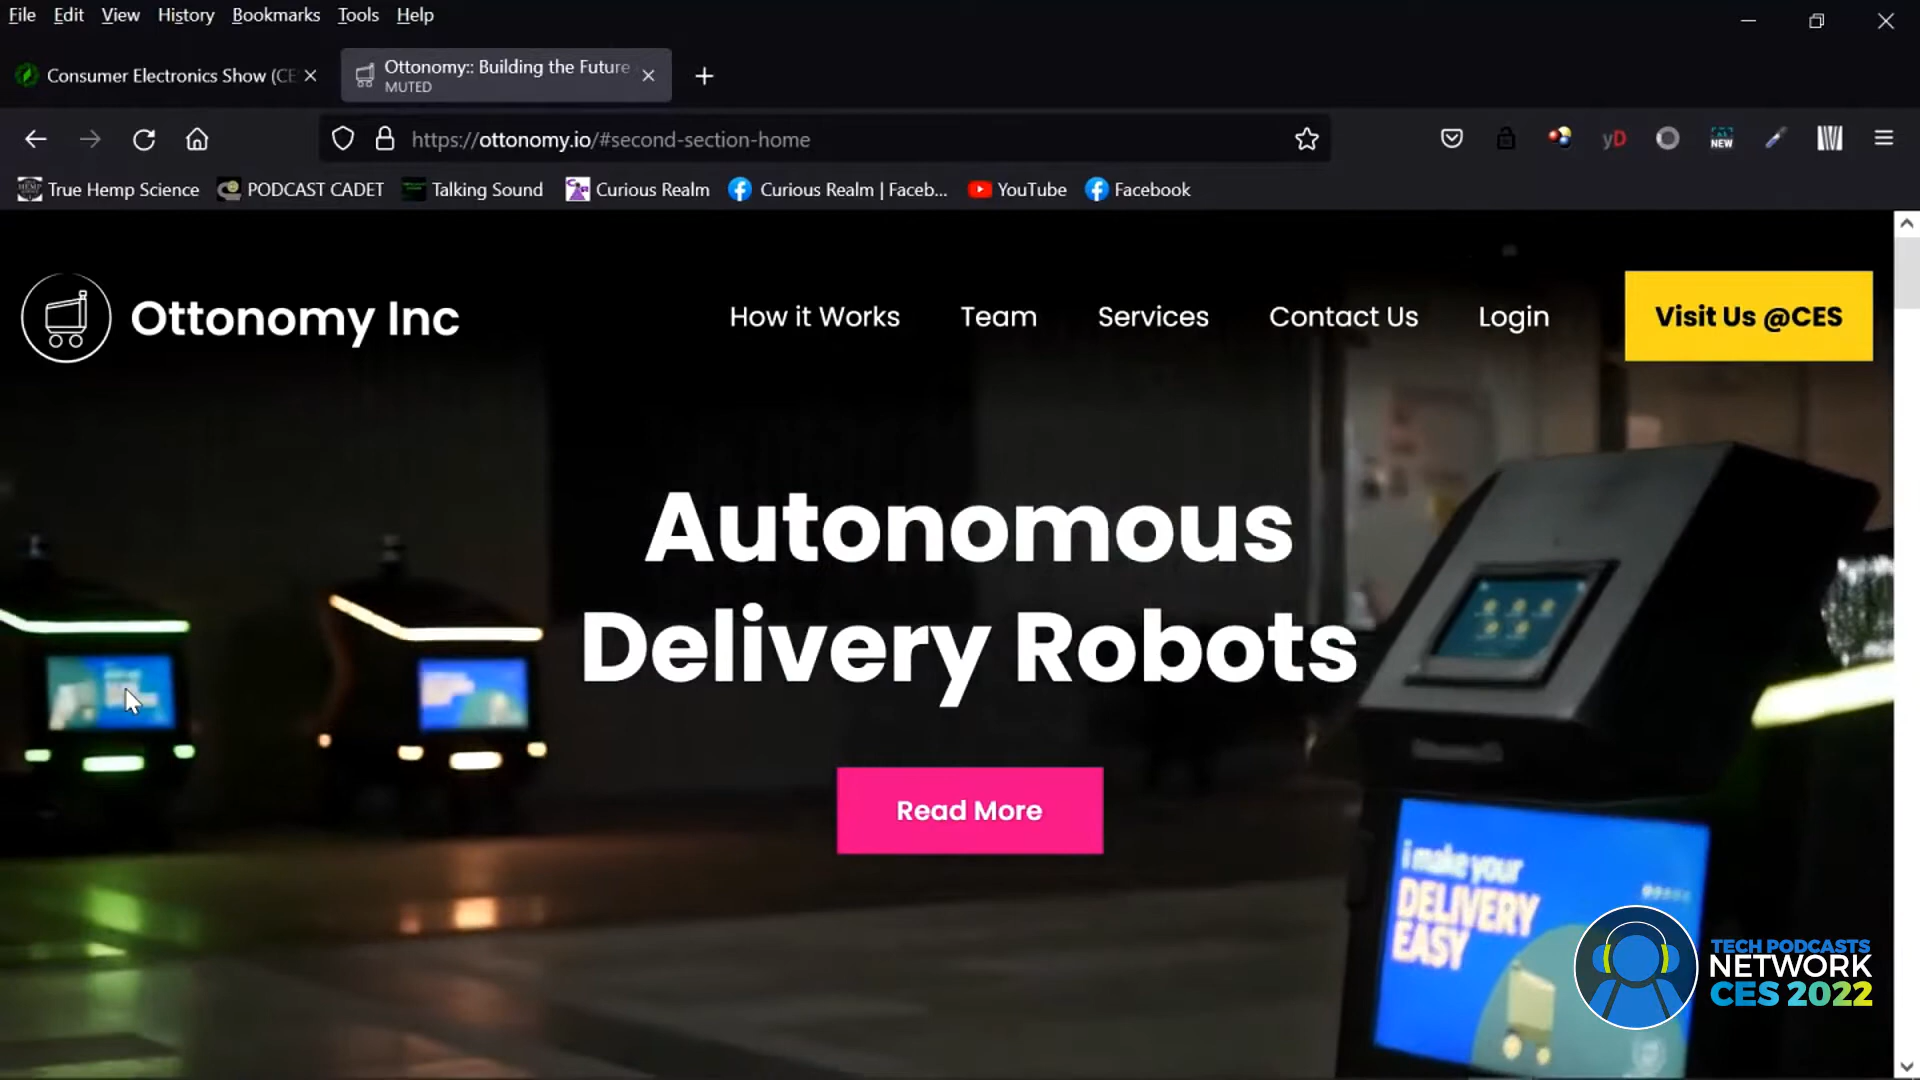 File Edit View History Bookmarks Tools Help
Consumer Electronics Show (CE
Ottonomy:: Building the Future
MUTED
https://ottonomy.io/#second-section-home
yD
NEW
True Hemp Science PODCAST CADET Talking Sound Curious Realm Curious Realm | Faceb... YouTube Facebook
Ottonomy Inc
How it Works Team Services Contact Us Login Visit Us @CES
Autonomous
Delivery Robots
Read More
i make your
DELIVERY
EASY
TECH PODCASTS
NETWORK
CES 2022